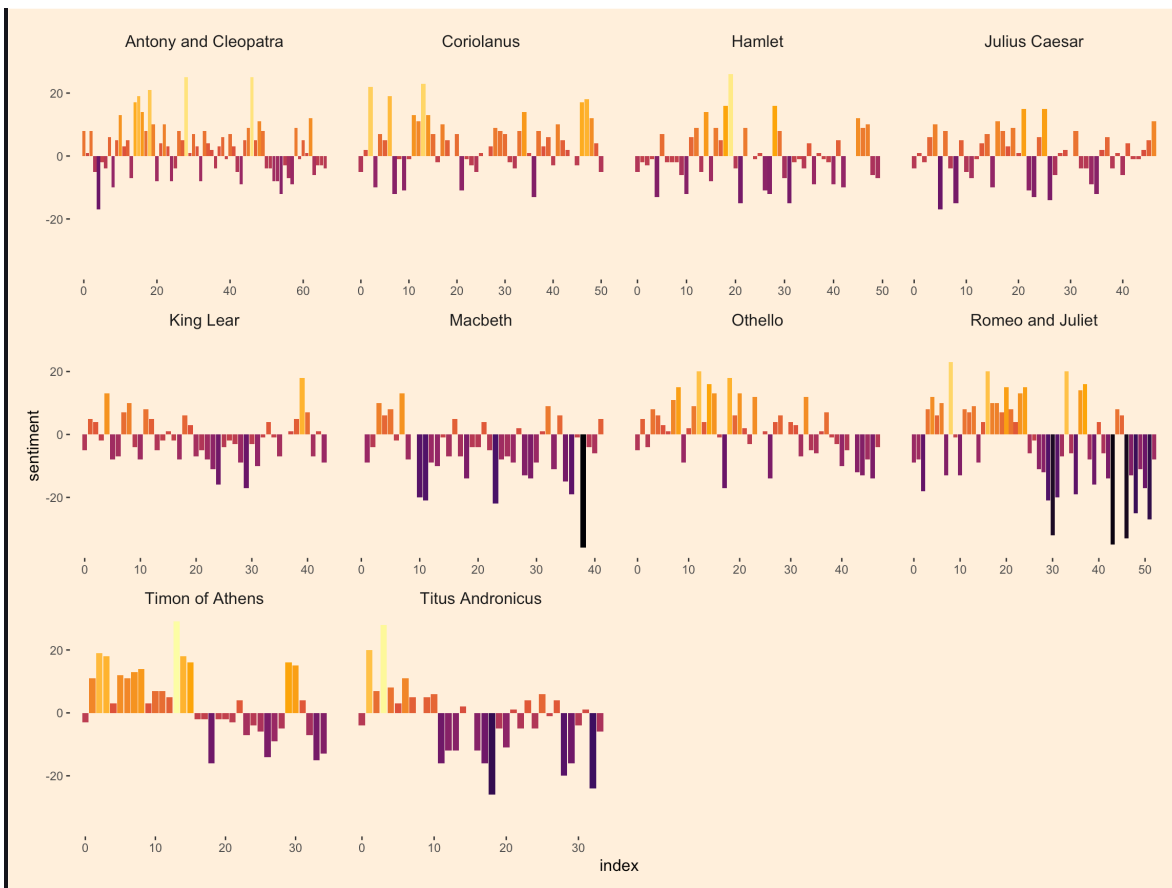 Antony and Cleopatra Coriolanus Hamlet Julius Caesar
20
0
-20
0 20 40 60 0 10 20 30 40 50 0 10 20 30 40 50 0 10 20 30 40
King Lear Macbeth Othello Romeo and Juliet
20
0
-20
0 10 20 30 40 0 10 20 30 40 0 10 20 30 40 0 10 20 30 40 50
sentiment
Timon of Athens Titus Andronicus
20
0
-20
0 10 20 30 0 10 20 30
index